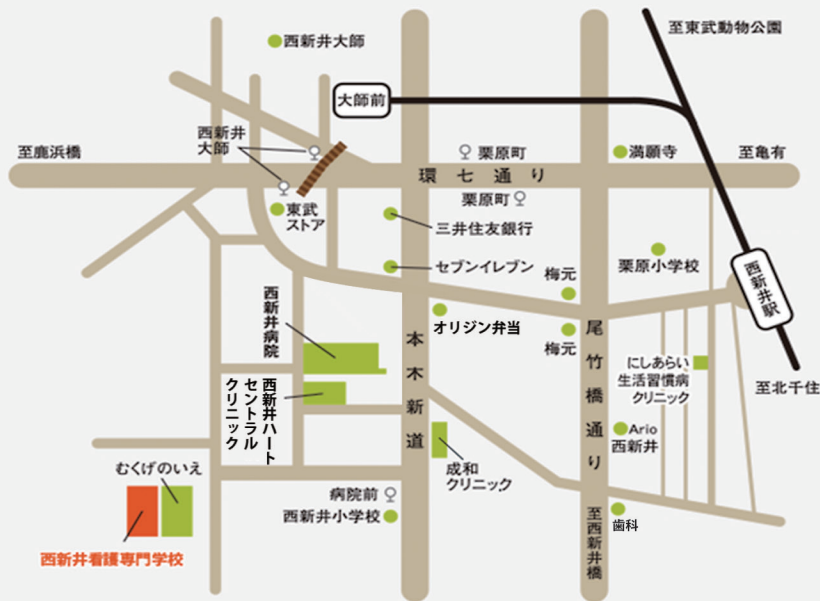 至東武動物公園
西新井大師
大師前
西新井
大師
至鹿浜橋
栗原町
満願寺
至亀有
環七通り
栗原町
東武
ストア
三井住友銀行
栗原小学校
セブンイレブン
梅元
西新井駅
西新井病院
オリジン弁当
梅元
本木新道
尾竹橋通り
にしあらい
生活習慣病
クリニック
至北千住
西新井ハート
セントラル
クリニック
Ario
西新井
むくげのいえ
成和
クリニック
病院前
西新井小学校
至西新井橋
歯科
西新井看護専門学校